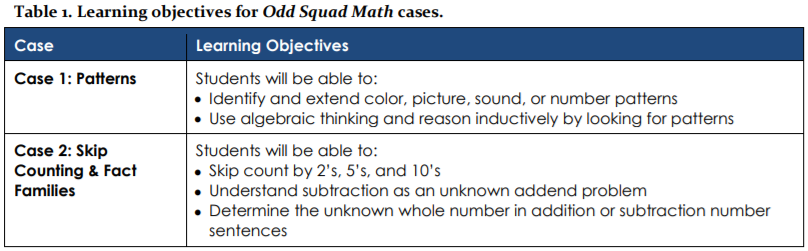 Table 1. Learning objectives for Odd Squad Math cases.
Case Learning Objectives
Case 1: Patterns Students will be able to:
• Identify and extend color, picture, sound, or number patterns
• Use algebraic thinking and reason inductively by looking for patterns
Case 2: Skip Students will be able to:
Counting & Fact • Skip count by 2's, 5's, and 10's
Families • Understand subtraction as an unknown addend problem
• Determine the unknown whole number in addition or subtraction number
sentences